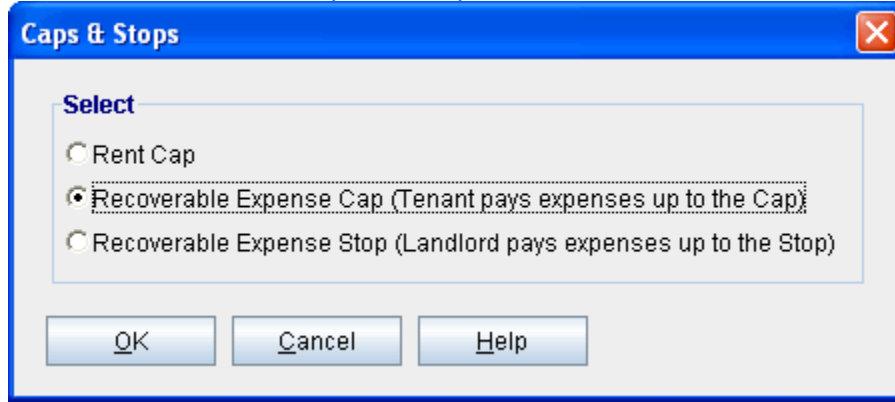 Caps & Stops
Select
Rent Cap
Recoverable Expense Cap (Tenant pays expenses up to the Cap)
Recoverable Expense Stop (Landlord pays expenses up to the Stop)
OK Cancel Help